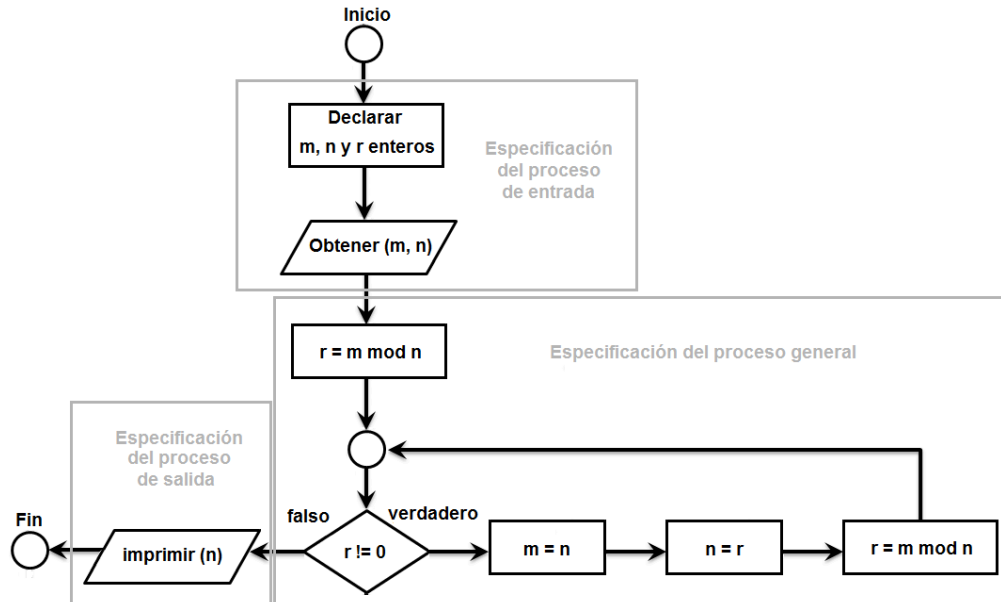 Inicio
Declarar
m, n y r enteros
Especificación
del proceso
de entrada
Obtener (m, n)
r = m mod n
Especificación del proceso general
Especificación
del proceso
de salida
Fin
imprimir (n)
falso
r != 0
verdadero
m = n
n = r
r = m mod n